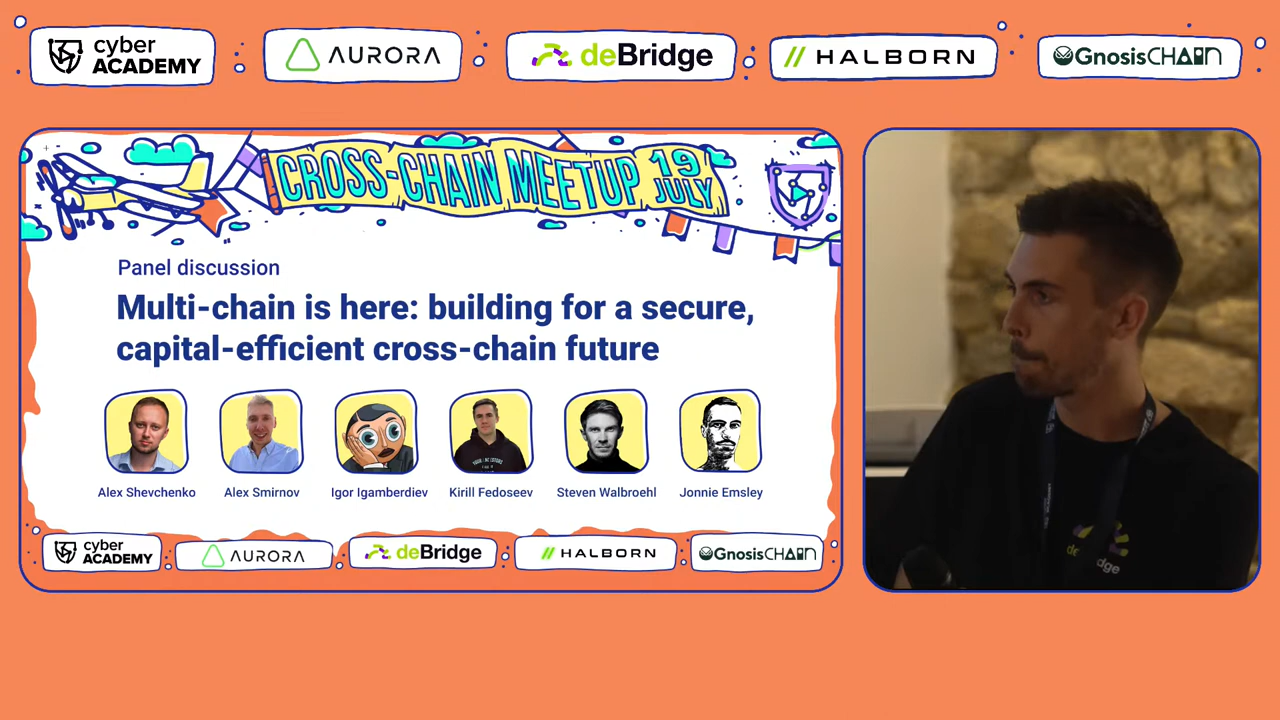 cyber
ACADEMY
AURORA
deBridge
HALBORN
GnosisCHAIN
CROSS-CHAIN MEETUP 19 JULY
Panel discussion
Multi-chain is here: building for a secure,
capital-efficient cross-chain future
Alex Shevchenko
Alex Smirnov
Igor Igamberdiev
Kirill Fedoseev
Steven Walbroehl
Jonnie Emsley
cyber
ACADEMY
AURORA
deBridge
HALBORN
GnosisCHAIN